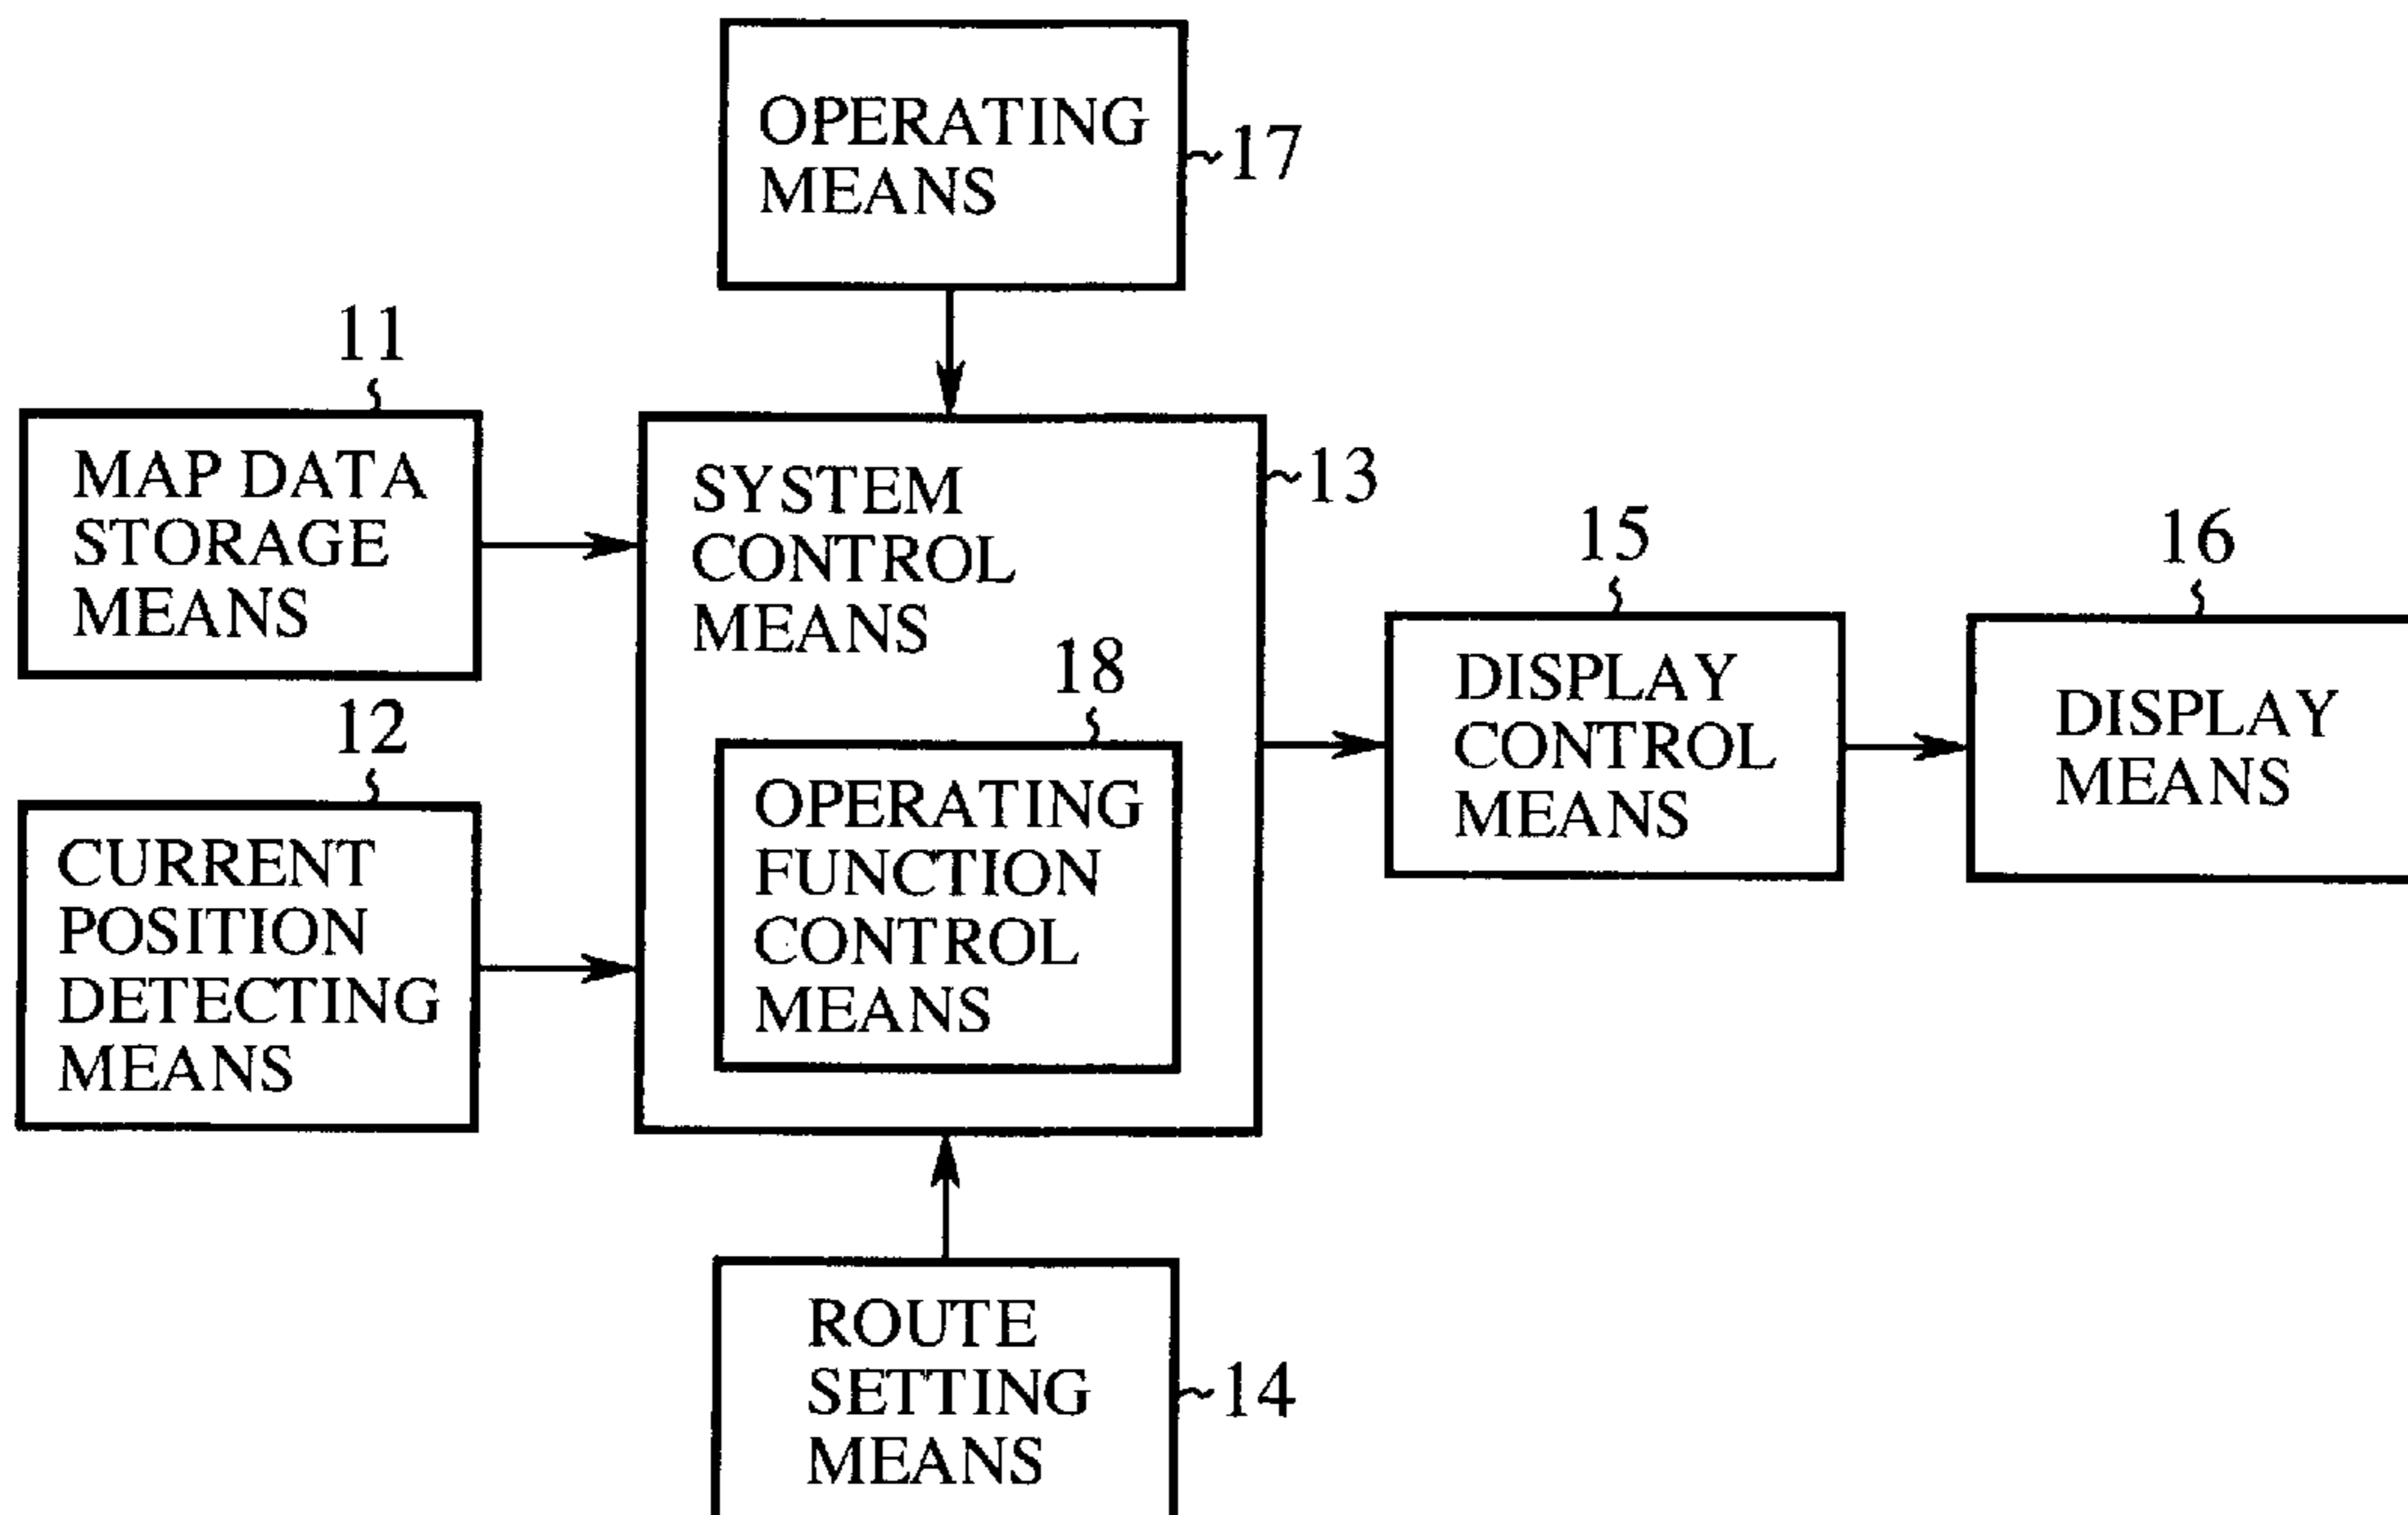 OPERATING
MEANS
17
11
MAP DATA
STORAGE
MEANS
12
CURRENT
POSITION
DETECTING
MEANS
SYSTEM
CONTROL
MEANS
13
18
OPERATING
FUNCTION
CONTROL
MEANS
15
DISPLAY
CONTROL
MEANS
16
DISPLAY
MEANS
ROUTE
SETTING
MEANS
14